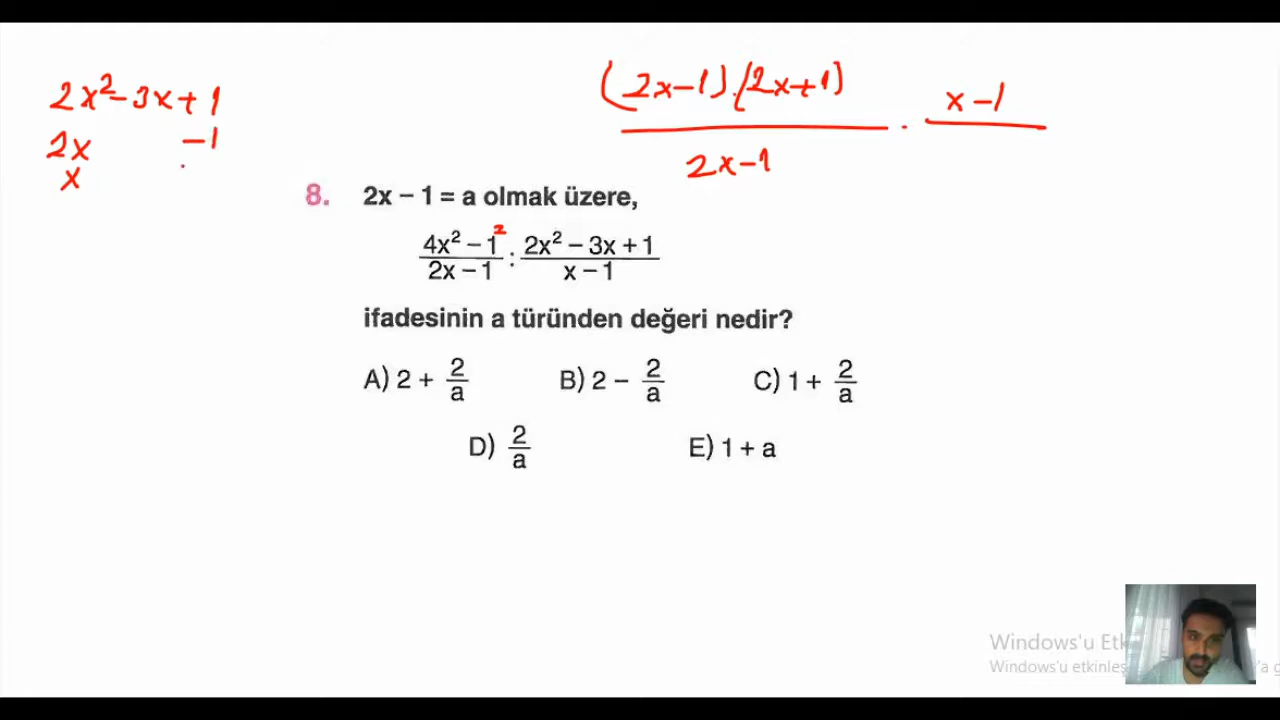 2x² - 3x + 1
2x -1
x
(2x-1).(2x+1) . x-1
2x-1
8. 2x – 1 = a olmak üzere,
4x² – 1² : 2x² – 3x + 1
2x – 1 x – 1
ifadesinin a türünden değeri nedir?
A) 2 + 2/a B) 2 – 2/a C) 1 + 2/a
D) 2/a E) 1 + a
Windows'u Etk
Windows'u etkinleş 'a g